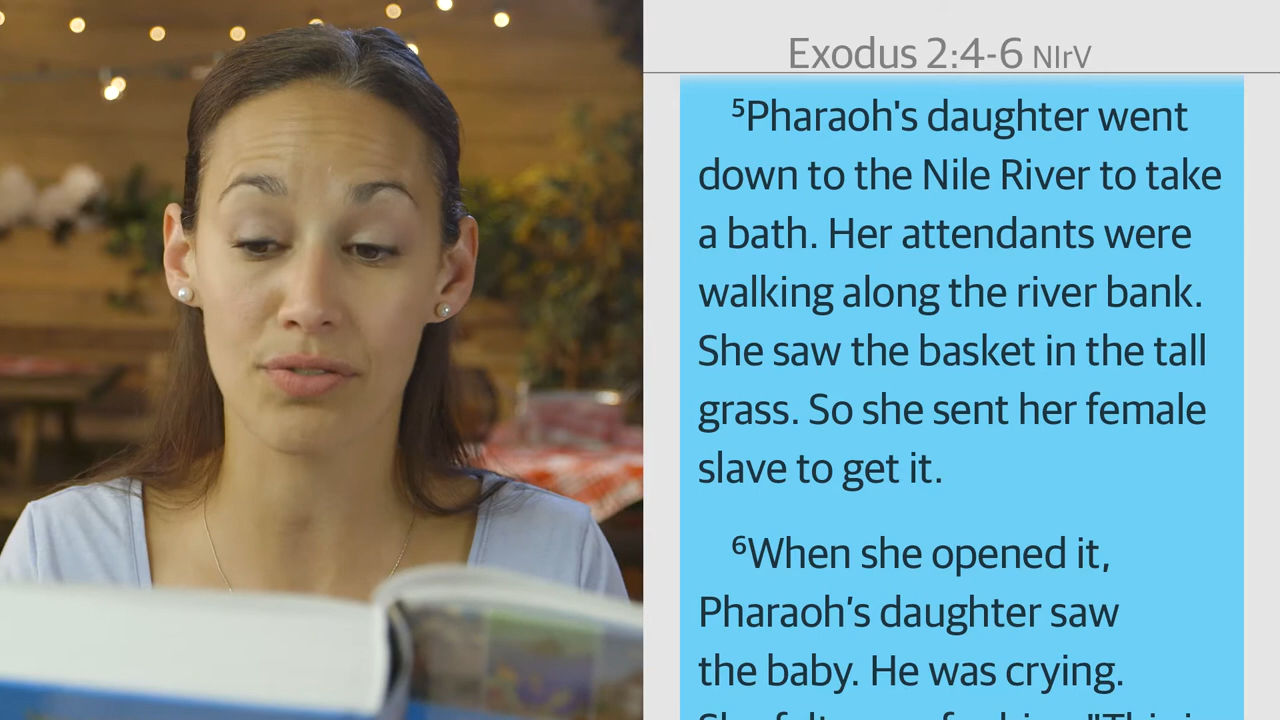 Exodus 2:4-6 NIrV
⁵Pharaoh's daughter went
down to the Nile River to take
a bath. Her attendants were
walking along the river bank.
She saw the basket in the tall
grass. So she sent her female
slave to get it.
⁶When she opened it,
Pharaoh's daughter saw
the baby. He was crying.